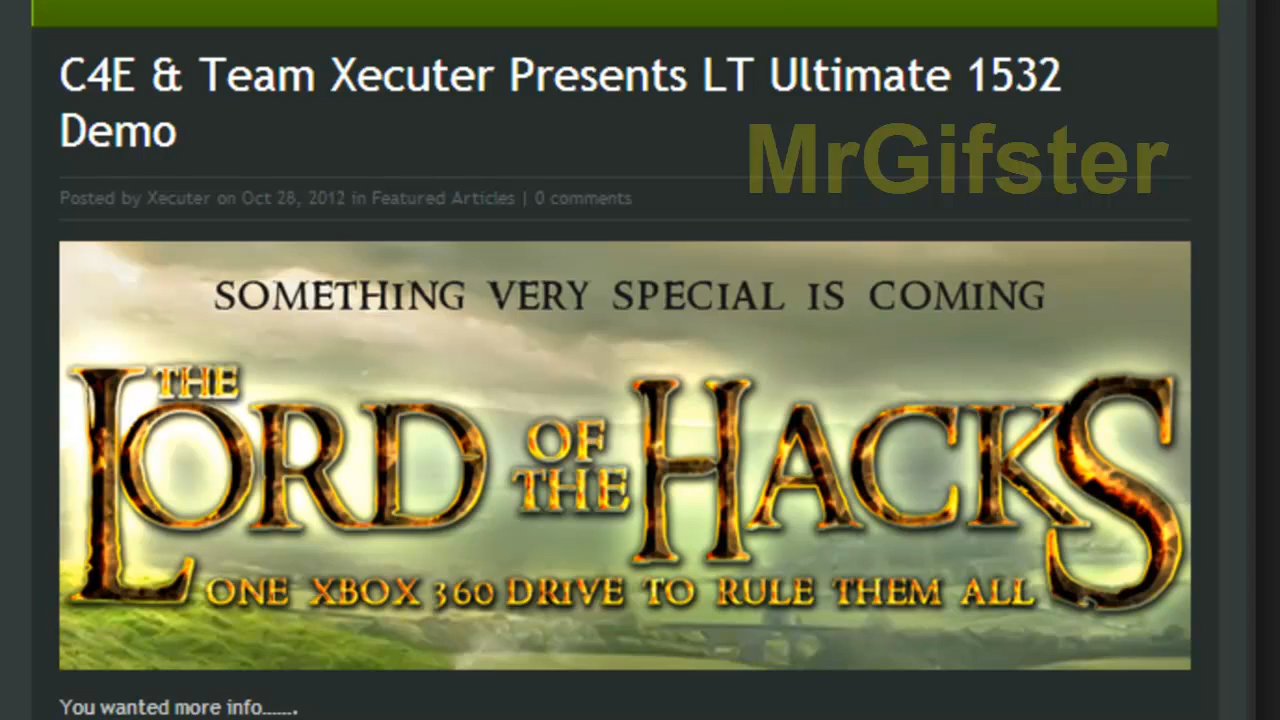 C4E & Team Xecuter Presents LT Ultimate 1532
Demo
MrGifster
Posted by Xecuter on Oct 28, 2012 in Featured Articles | 0 comments
SOMETHING VERY SPECIAL IS COMING
THE
LORD OF THE HACKS
ONE XBOX 360 DRIVE TO RULE THEM ALL
You wanted more info......